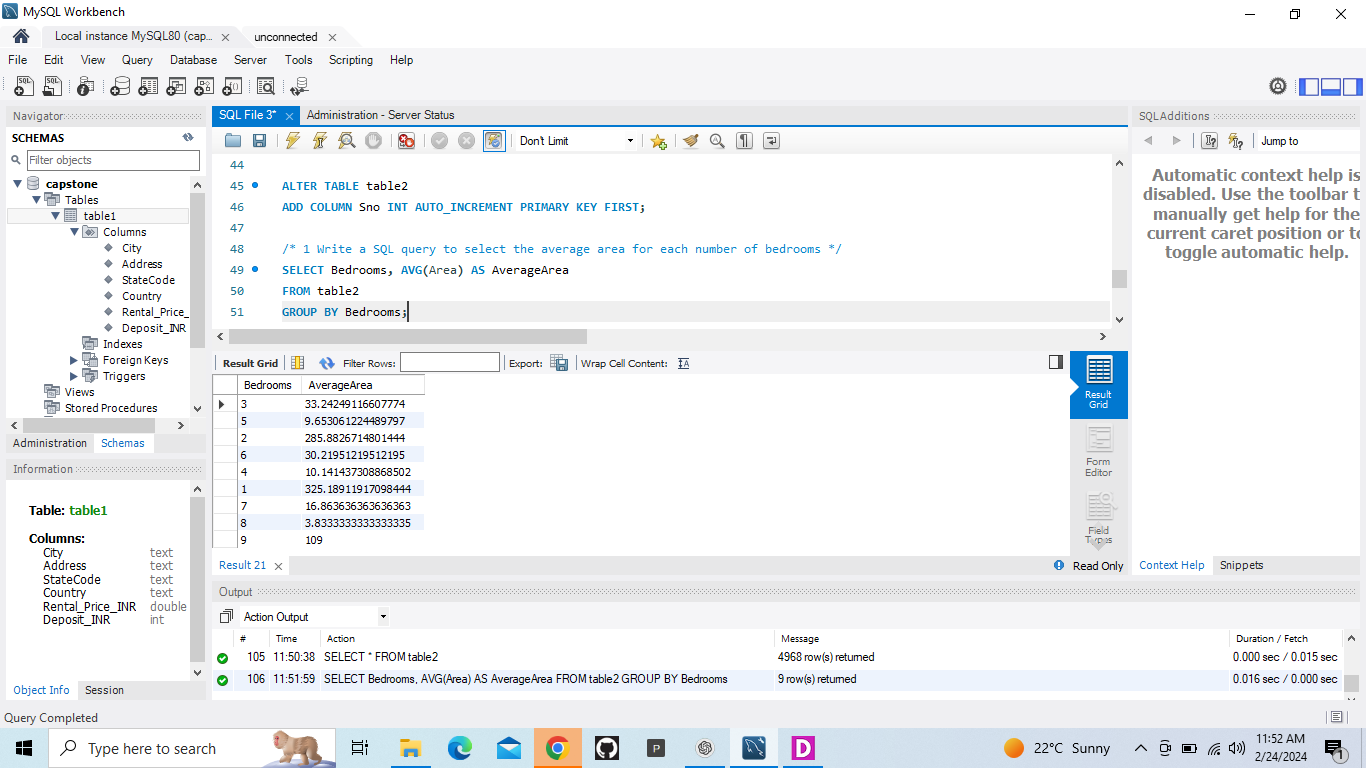 MySQL Workbench
Local instance MySQL80 (cap... × unconnected ×
File Edit View Query Database Server Tools Scripting Help
Navigator
SCHEMAS
Filter objects
capstone
Tables
table1
Columns
City
Address
StateCode
Country
Rental_Price_
Deposit_INR
Indexes
Foreign Keys
Triggers
Views
Stored Procedures
Administration Schemas
Information
Table: table1
Columns:
City text
Address text
StateCode text
Country text
Rental_Price_INR double
Deposit_INR int
Object Info Session
SQL File 3* × Administration - Server Status
Don't Limit
44
45 ALTER TABLE table2
46 ADD COLUMN Sno INT AUTO_INCREMENT PRIMARY KEY FIRST;
47
48 /* 1 Write a SQL query to select the average area for each number of bedrooms */
49 SELECT Bedrooms, AVG(Area) AS AverageArea
50 FROM table2
51 GROUP BY Bedrooms;
Result Grid Filter Rows: Export: Wrap Cell Content:
Bedrooms AverageArea
3 33.24249116607774
5 9.653061224489797
2 285.8826714801444
6 30.21951219512195
4 10.141437308868502
1 325.18911917098444
7 16.863636363636363
8 3.8333333333333335
9 109
Result Grid
Form Editor
Field Types
Result 21 × Read Only
Output
Action Output
# Time Action Message Duration / Fetch
105 11:50:38 SELECT * FROM table2 4968 row(s) returned 0.000 sec / 0.015 sec
106 11:51:59 SELECT Bedrooms, AVG(Area) AS AverageArea FROM table2 GROUP BY Bedrooms 9 row(s) returned 0.016 sec / 0.000 sec
SQLAdditions
Jump to
Automatic context help is
disabled. Use the toolbar t
manually get help for the
current caret position or to
toggle automatic help.
Context Help Snippets
Query Completed
Type here to search
22°C Sunny
11:52 AM
2/24/2024
1